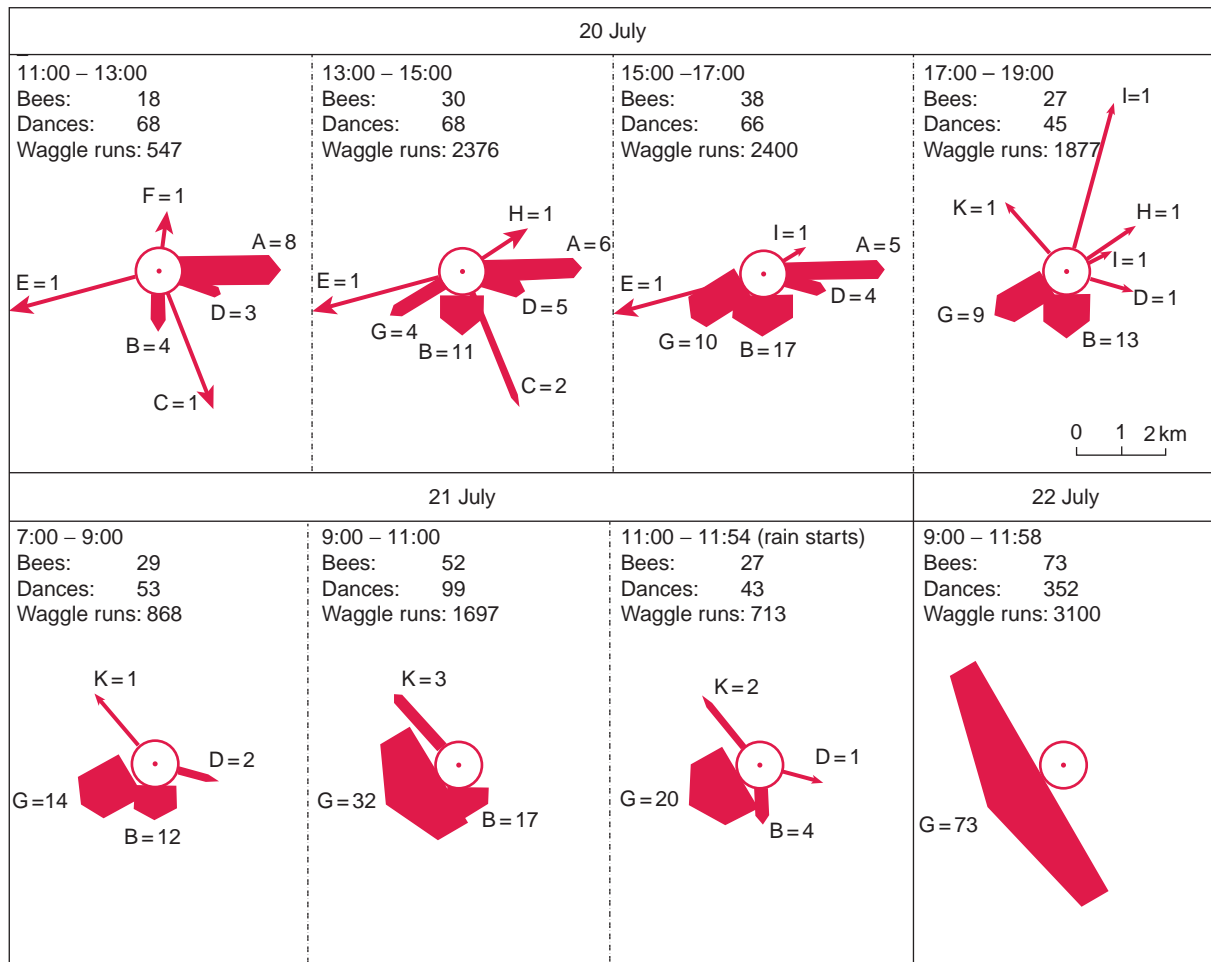 20 July
11:00 – 13:00
Bees: 18
Dances: 68
Waggle runs: 547
F=1
A=8
E=1
D=3
B=4
C=1
13:00 – 15:00
Bees: 30
Dances: 68
Waggle runs: 2376
H=1
A=6
E=1
D=5
G=4
B=11
C=2
15:00 –17:00
Bees: 38
Dances: 66
Waggle runs: 2400
I=1
A=5
E=1
D=4
G=10
B=17
17:00 – 19:00
Bees: 27
Dances: 45
Waggle runs: 1877
I=1
K=1
H=1
I=1
D=1
G=9
B=13
0 1 2 km
21 July
22 July
7:00 – 9:00
Bees: 29
Dances: 53
Waggle runs: 868
K=1
D=2
G=14
B=12
9:00 – 11:00
Bees: 52
Dances: 99
Waggle runs: 1697
K=3
G=32
B=17
11:00 – 11:54 (rain starts)
Bees: 27
Dances: 43
Waggle runs: 713
K=2
D=1
G=20
B=4
9:00 – 11:58
Bees: 73
Dances: 352
Waggle runs: 3100
G=73